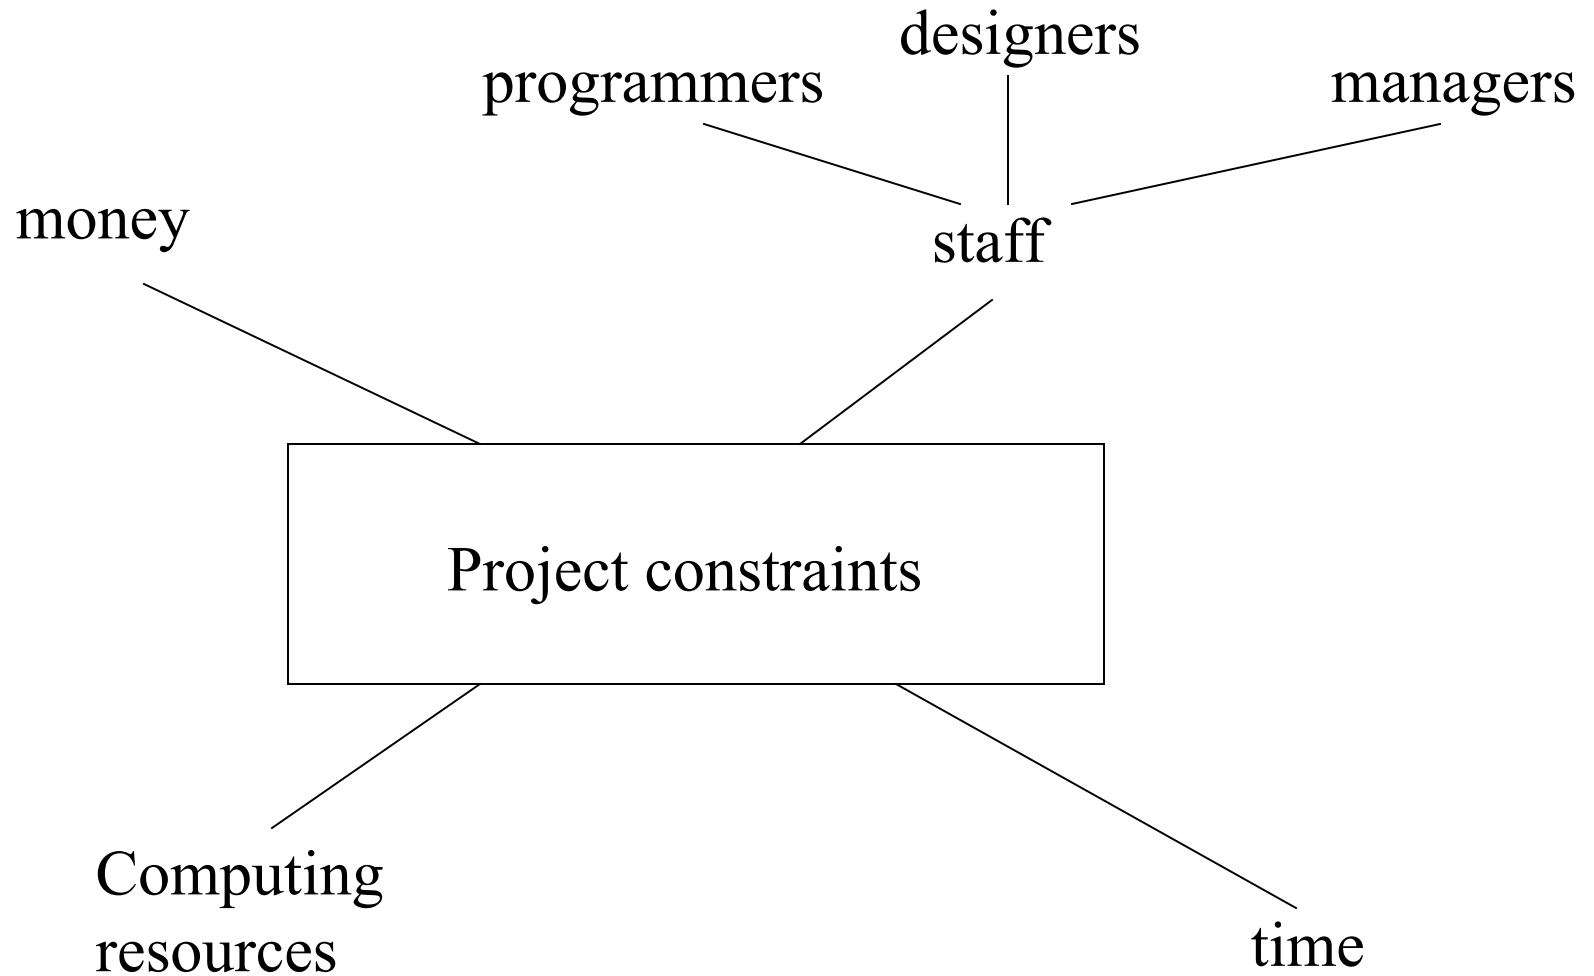 designers
programmers
managers
money
staff
Project constraints
Computing
resources
time